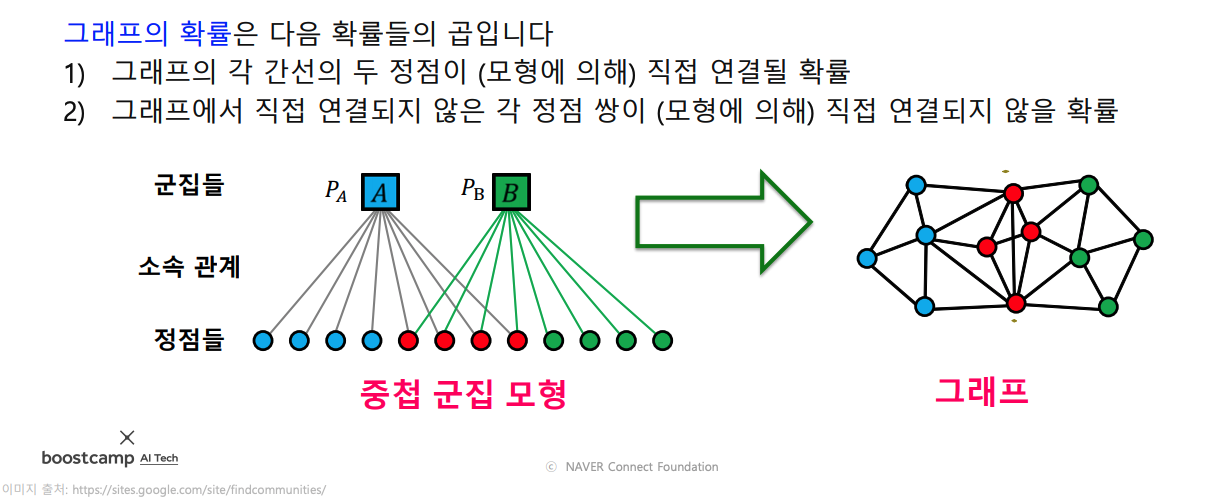 그래프의 확률은 다음 확률들의 곱입니다
1) 그래프의 각 간선의 두 정점이 (모형에 의해) 직접 연결될 확률
2) 그래프에서 직접 연결되지 않은 각 정점 쌍이 (모형에 의해) 직접 연결되지 않을 확률
군집들
P_A A P_B B
소속 관계
정점들
중첩 군집 모형
그래프
boostcamp AI Tech
ⓒ NAVER Connect Foundation
이미지 출처: https://sites.google.com/site/findcommunities/